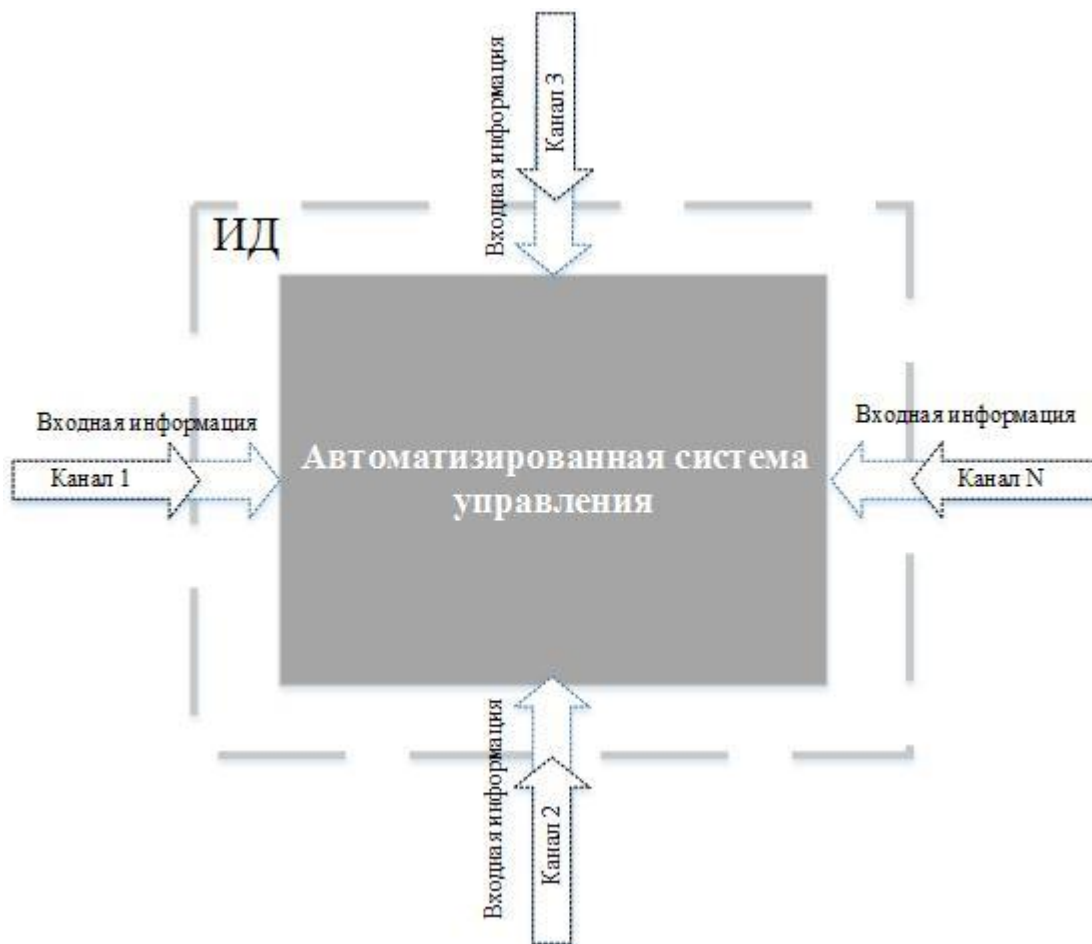 Канал 3
Входная информация
ИД
Входная информация
Канал 1
Автоматизированная система
управления
Входная информация
Канал N
Входная информация
Канал 2